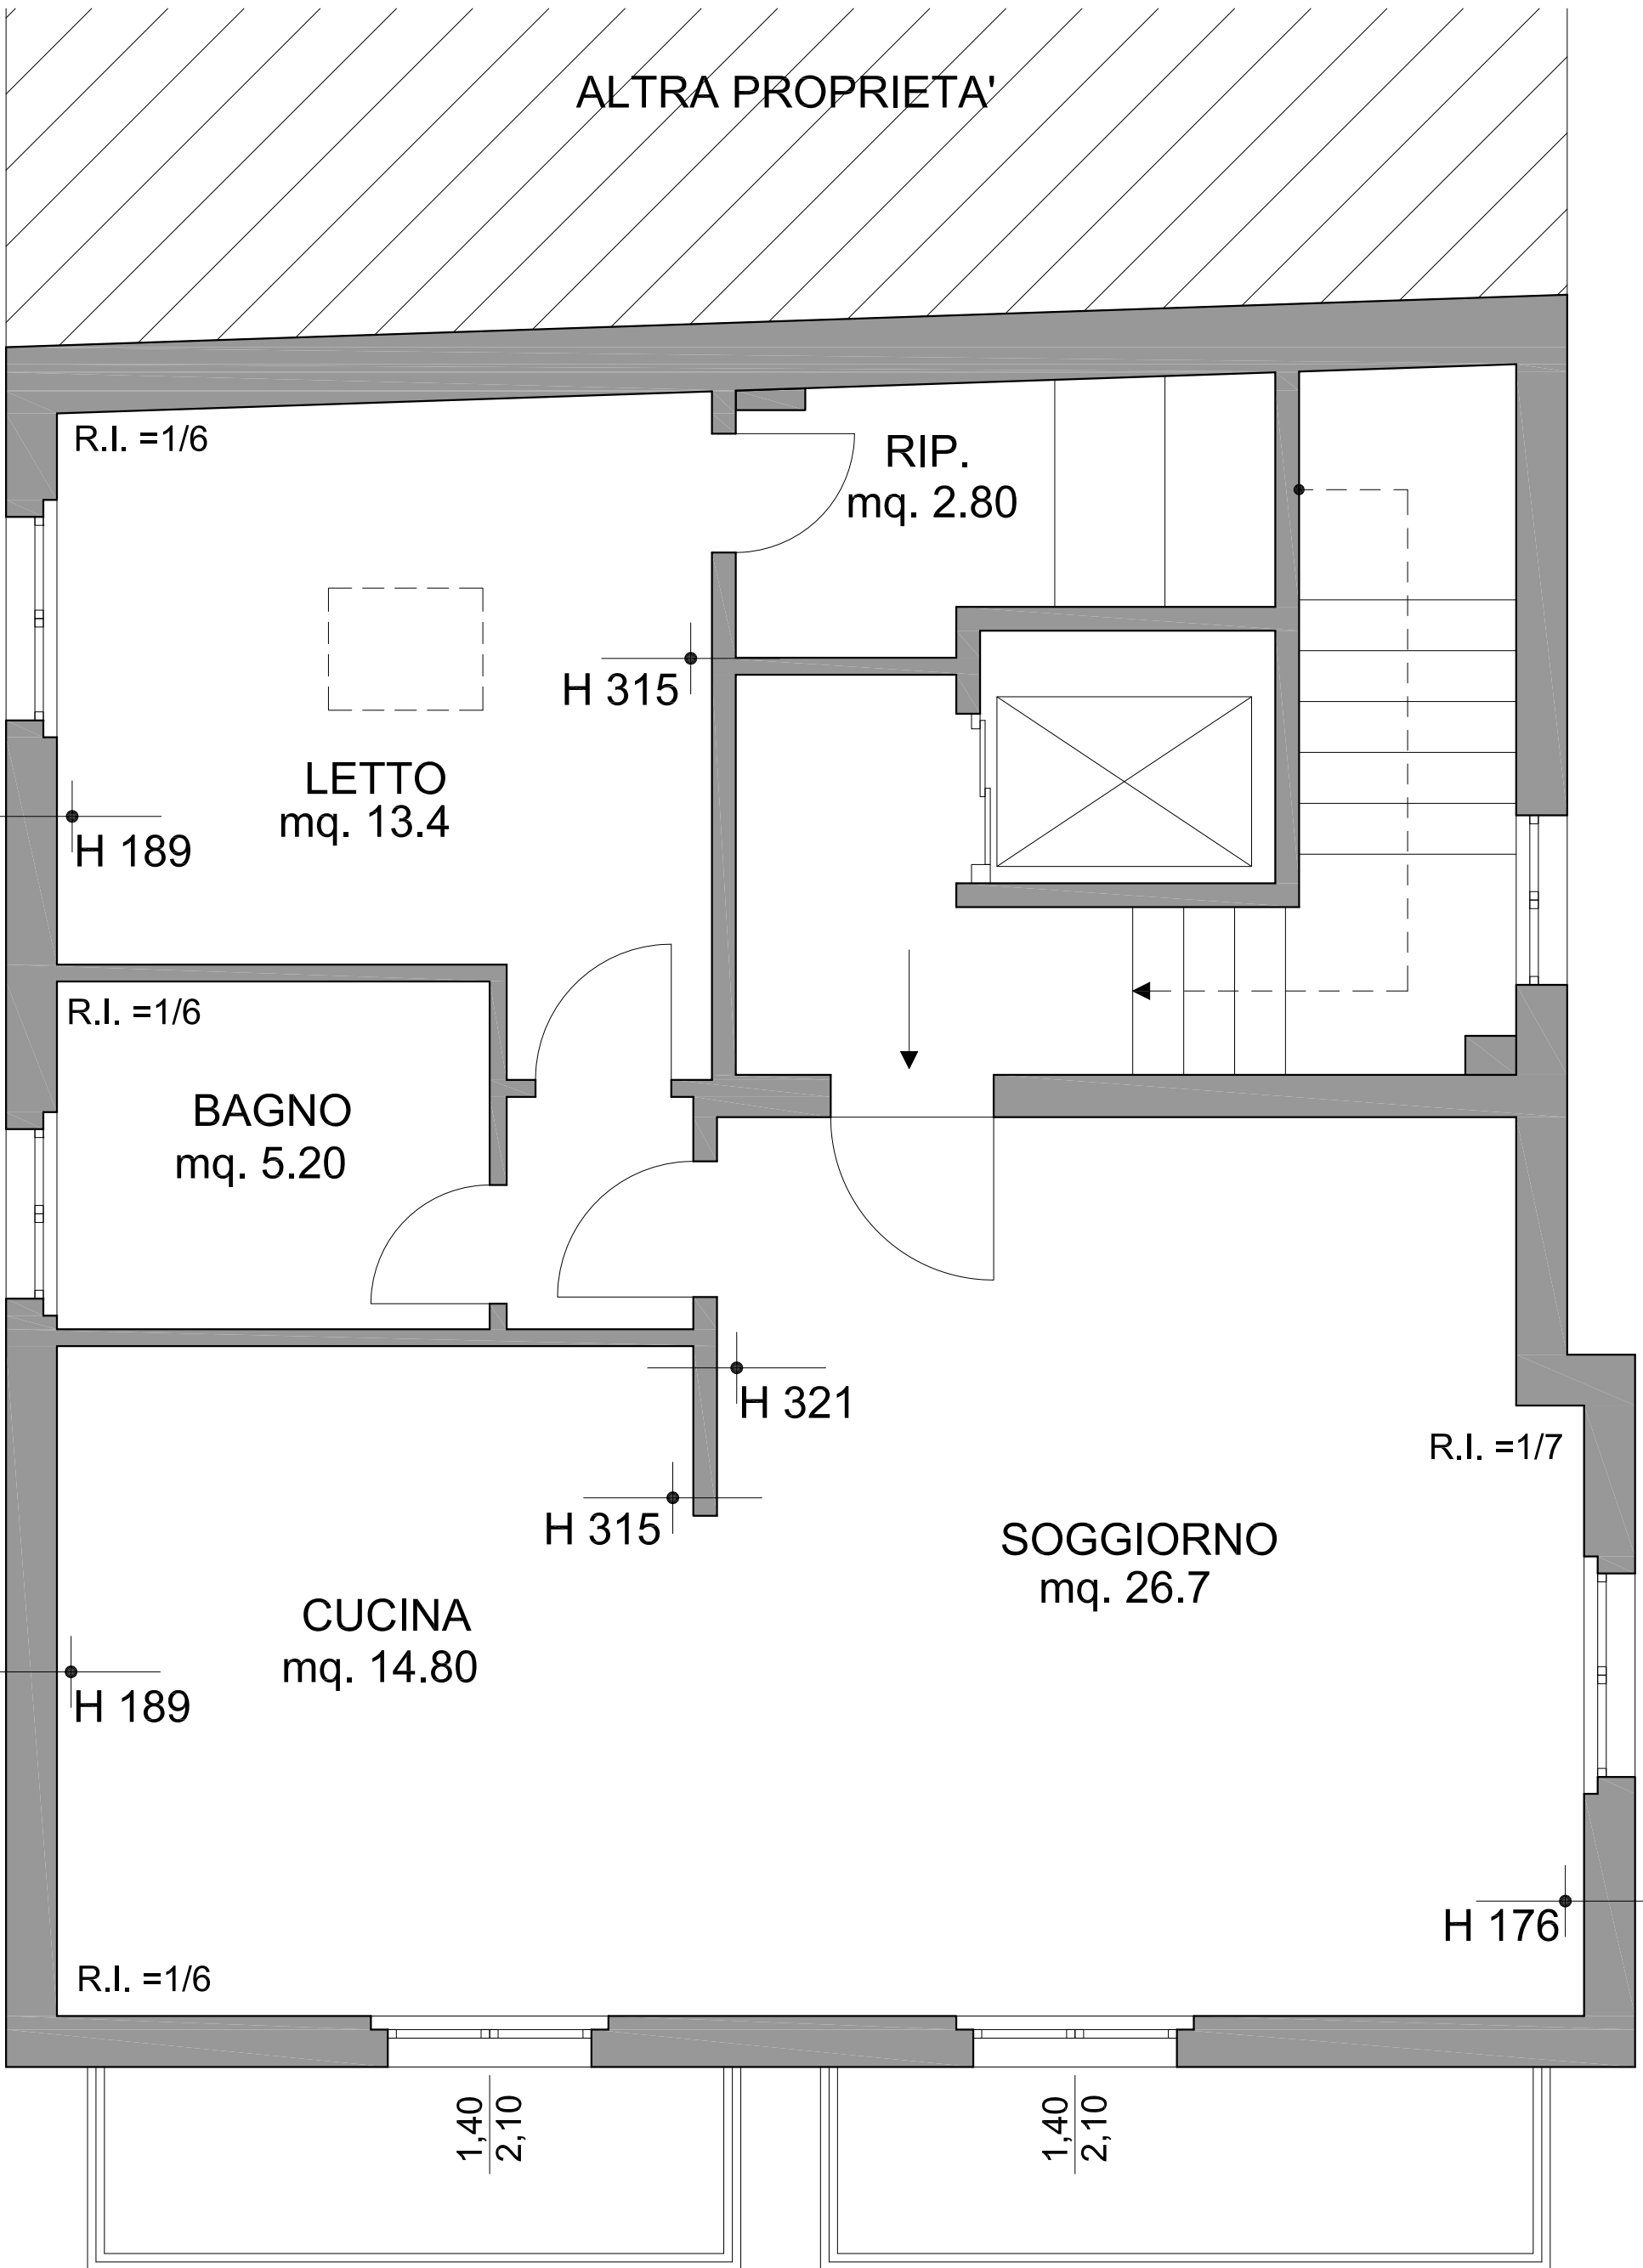 ALTRA PROPRIETA'
R.I. =1/6
RIP.
mq. 2.80
H 315
LETTO
mq. 13.4
H 189
R.I. =1/6
BAGNO
mq. 5.20
H 321
R.I. =1/7
H 315
SOGGIORNO
mq. 26.7
CUCINA
mq. 14.80
H 189
H 176
R.I. =1/6
1,40
2,10
1,40
2,10